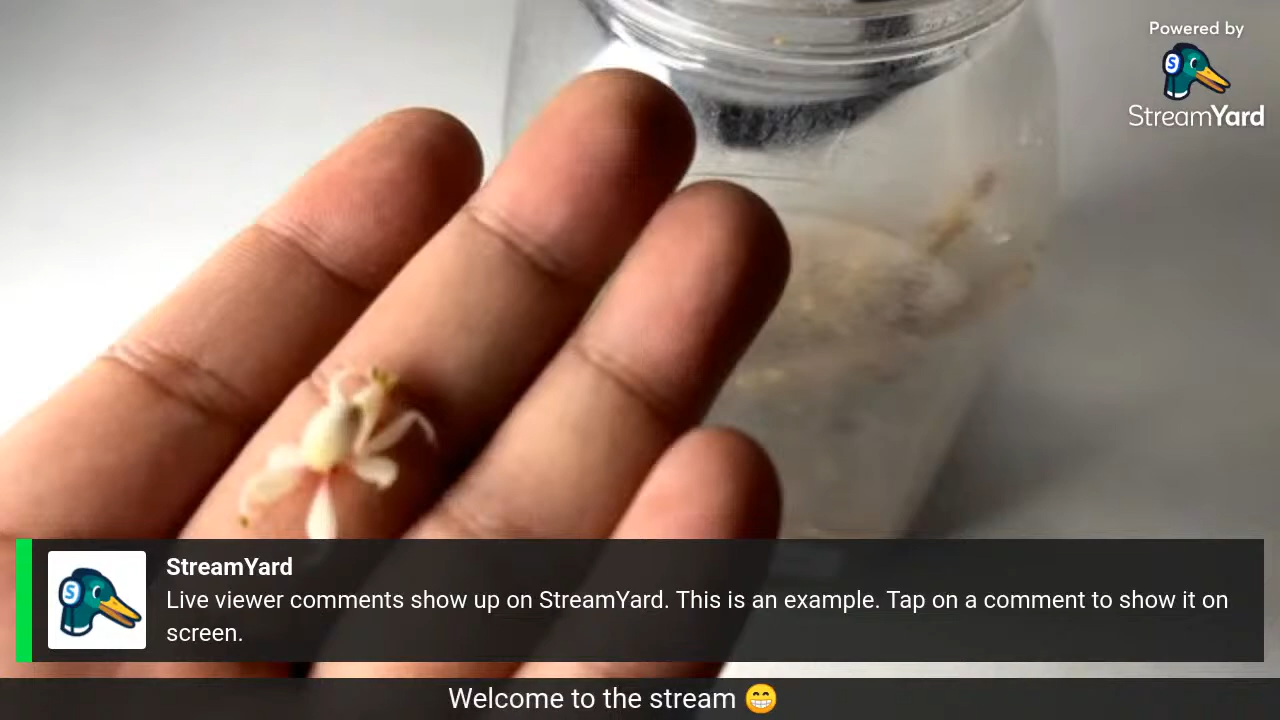 Powered by
StreamYard
StreamYard
Live viewer comments show up on StreamYard. This is an example. Tap on a comment to show it on
screen.
Welcome to the stream 😁